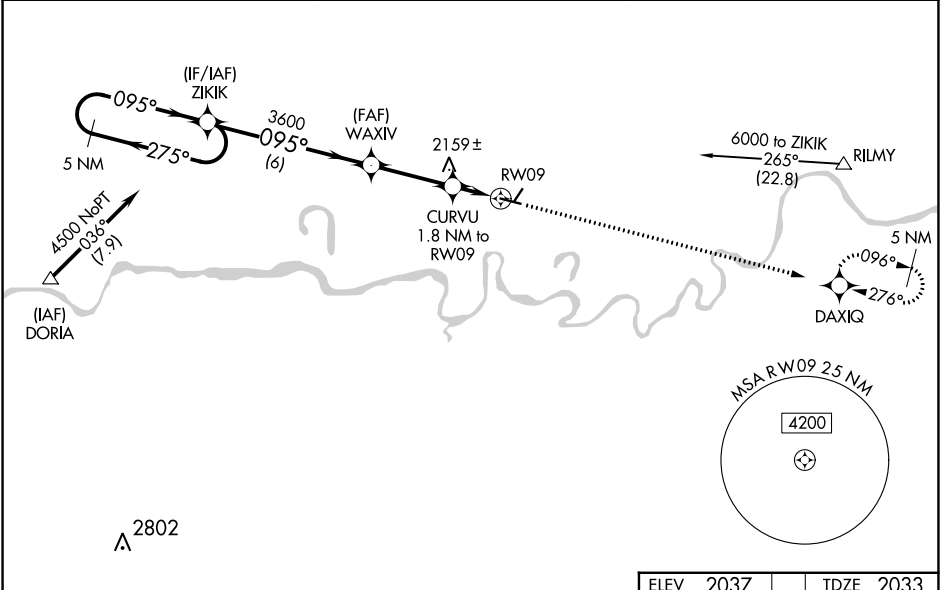 (IF/IAF)
ZIKIK
095°
275°
5 NM
3600
095°
(6)
(FAF)
WAXIV
2159±
CURVU
1.8 NM to
RW09
RW09
6000 to ZIKIK
265°
(22.8)
RILMY
4500 NoPT
036°
(7.9)
(IAF)
DORIA
5 NM
096°
276°
DAXIQ
MSA RW09 25 NM
4200
2802
ELEV 2037
TDZE 2033